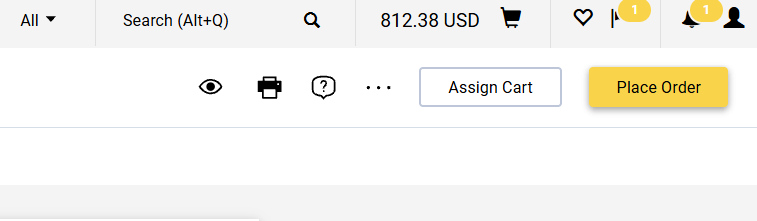 All Search (Alt+Q) 812.38 USD 1 1
? Assign Cart Place Order